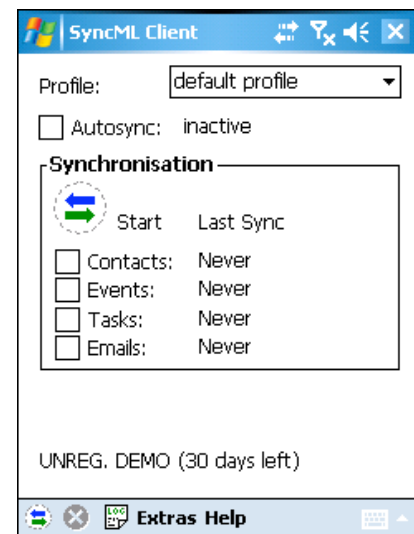 SyncML Client
Profile: default profile
Autosync: inactive
Synchronisation
Start Last Sync
Contacts: Never
Events: Never
Tasks: Never
Emails: Never
UNREG. DEMO (30 days left)
LOG Extras Help